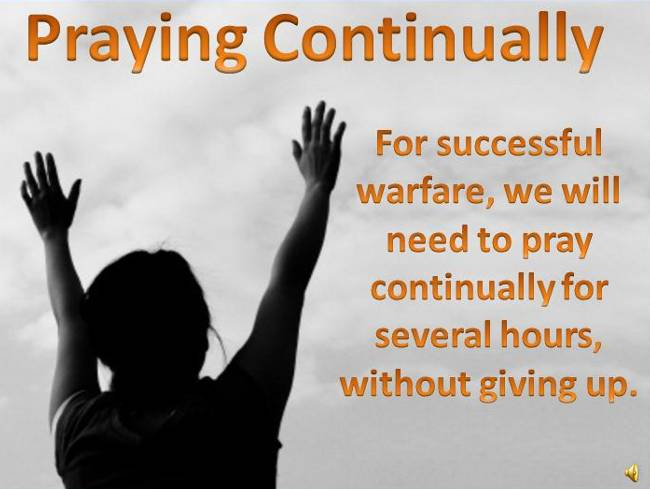 Praying Continually
For successful
warfare, we will
need to pray
continually for
several hours,
without giving up.